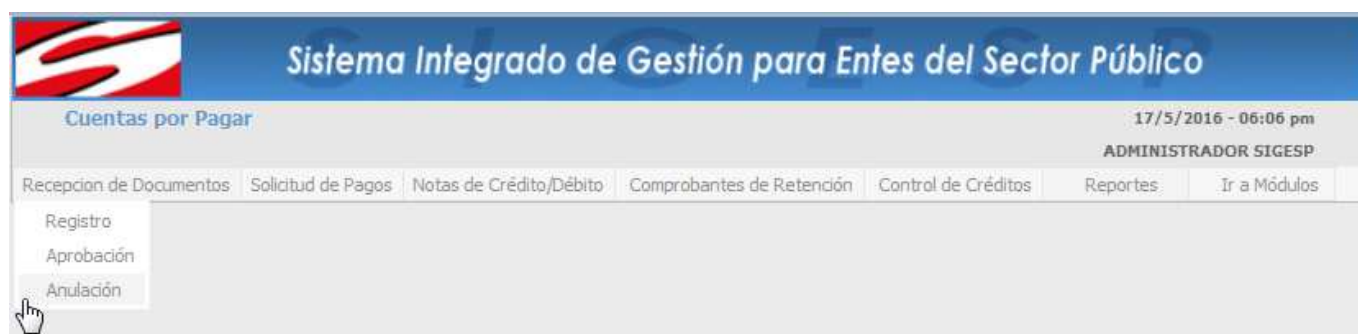 Sistema Integrado de Gestión para Entes del Sector Público
SIGESP
Cuentas por Pagar
17/5/2016 - 06:06 pm
ADMINISTRADOR SIGESP
Recepcion de Documentos Solicitud de Pagos Notas de Crédito/Débito Comprobantes de Retención Control de Créditos Reportes Ir a Módulos
Registro
Aprobación
Anulación